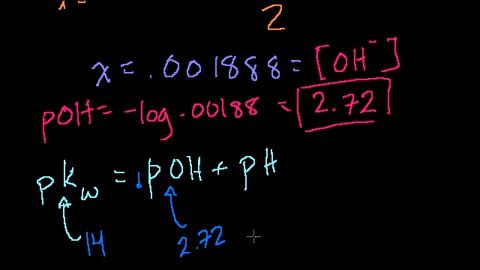 2
x = .001888 = [OH⁻]
pOH = -log .00188 = 2.72
pKw = pOH + pH
14 2.72